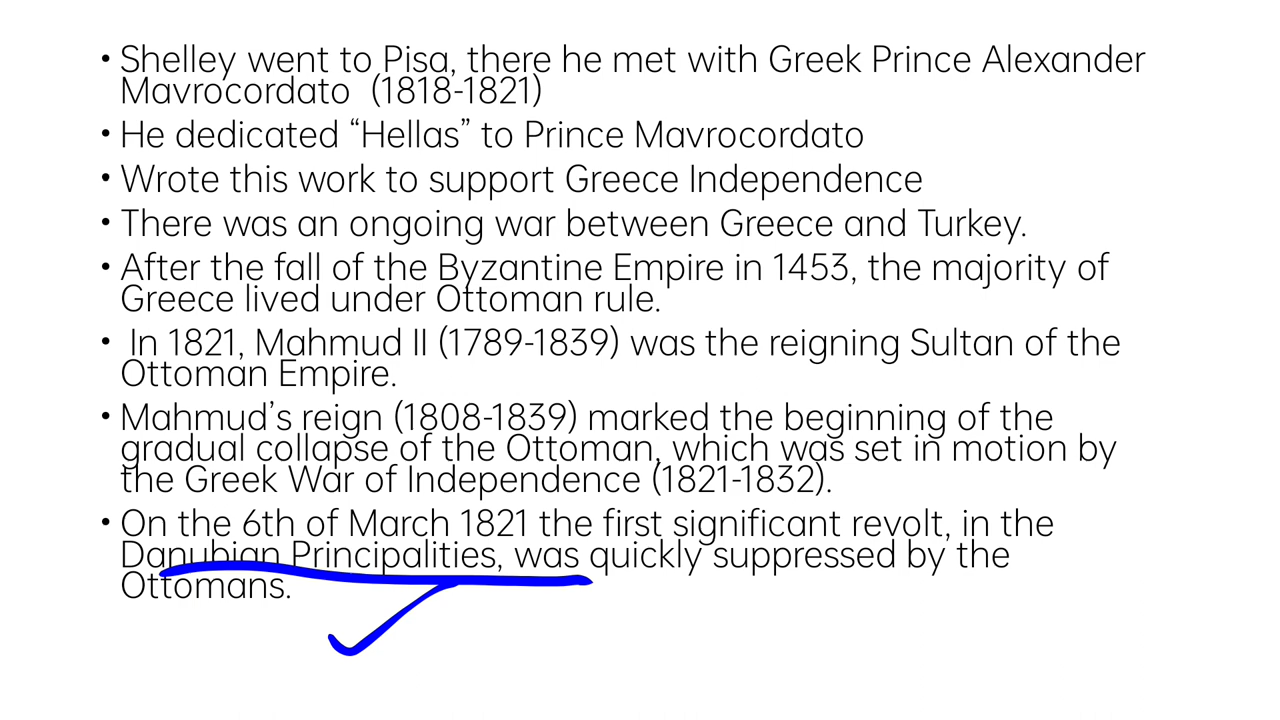 • Shelley went to Pisa, there he met with Greek Prince Alexander
Mavrocordato (1818-1821)
• He dedicated “Hellas” to Prince Mavrocordato
• Wrote this work to support Greece Independence
• There was an ongoing war between Greece and Turkey.
• After the fall of the Byzantine Empire in 1453, the majority of
Greece lived under Ottoman rule.
• In 1821, Mahmud II (1789-1839) was the reigning Sultan of the
Ottoman Empire.
• Mahmud’s reign (1808-1839) marked the beginning of the
gradual collapse of the Ottoman, which was set in motion by
the Greek War of Independence (1821-1832).
• On the 6th of March 1821 the first significant revolt, in the
Danubian Principalities, was quickly suppressed by the
Ottomans.